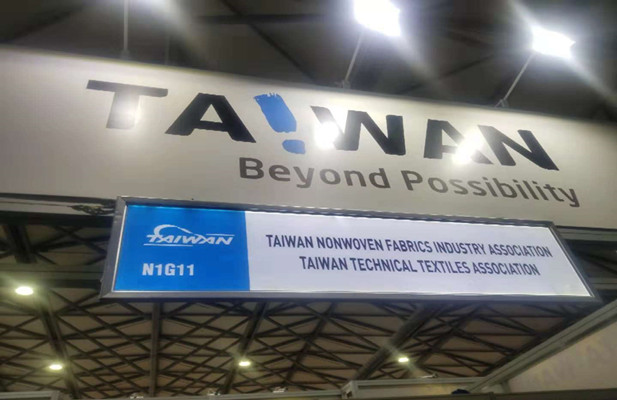 TA!WAN
Beyond Possibility
TAIWAN
N1G11
TAIWAN NONWOVEN FABRICS INDUSTRY ASSOCIATION
TAIWAN TECHNICAL TEXTILES ASSOCIATION